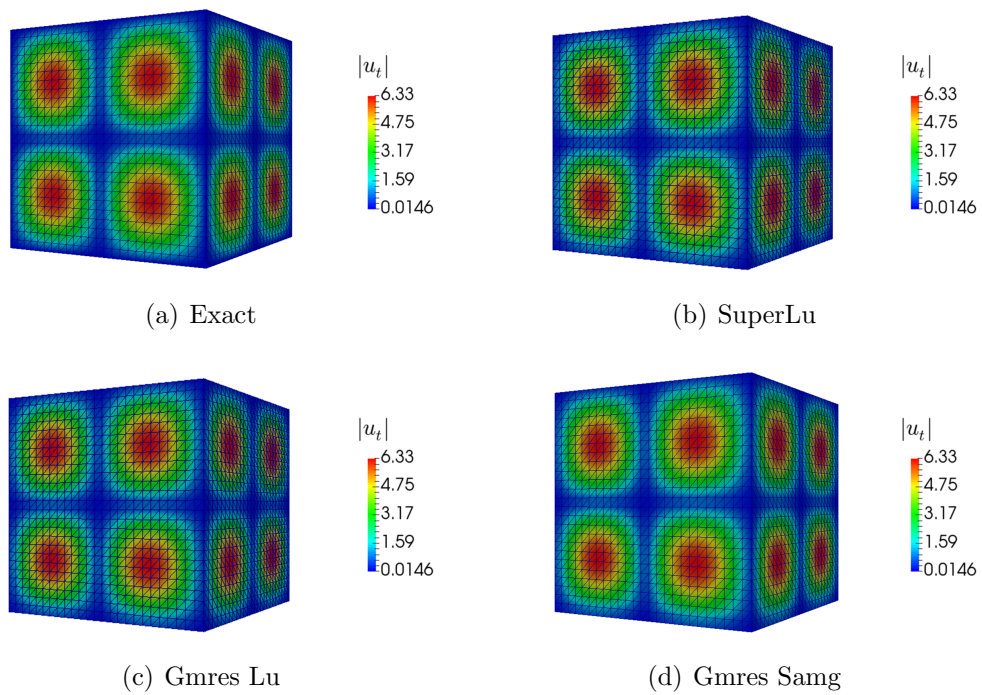 |u_t|
6.33
4.75
3.17
1.59
0.0146
(a) Exact
|u_t|
6.33
4.75
3.17
1.59
0.0146
(b) SuperLu
|u_t|
6.33
4.75
3.17
1.59
0.0146
(c) Gmres Lu
|u_t|
6.33
4.75
3.17
1.59
0.0146
(d) Gmres Samg